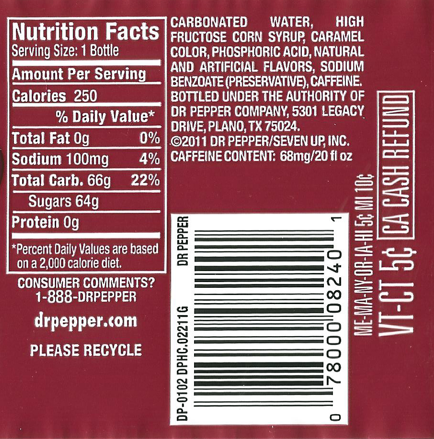 Nutrition Facts
Serving Size: 1 Bottle
Amount Per Serving
Calories 250
% Daily Value*
Total Fat 0g 0%
Sodium 100mg 4%
Total Carb. 66g 22%
Sugars 64g
Protein 0g
*Percent Daily Values are based
on a 2,000 calorie diet.
CONSUMER COMMENTS?
1-888-DRPEPPER
drpepper.com
PLEASE RECYCLE
CARBONATED WATER, HIGH
FRUCTOSE CORN SYRUP, CARAMEL
COLOR, PHOSPHORIC ACID, NATURAL
AND ARTIFICIAL FLAVORS, SODIUM
BENZOATE (PRESERVATIVE), CAFFEINE.
BOTTLED UNDER THE AUTHORITY OF
DR PEPPER COMPANY, 5301 LEGACY
DRIVE, PLANO, TX 75024.
©2011 DR PEPPER/SEVEN UP, INC.
CAFFEINE CONTENT: 68mg/20 fl oz
DP-0102 DPHC.02211G DR PEPPER
0 78000 08240 1
ME-MA-NY-OR-IA-HI 5¢ MI 10¢
VT-CT 5¢ CA CASH REFUND